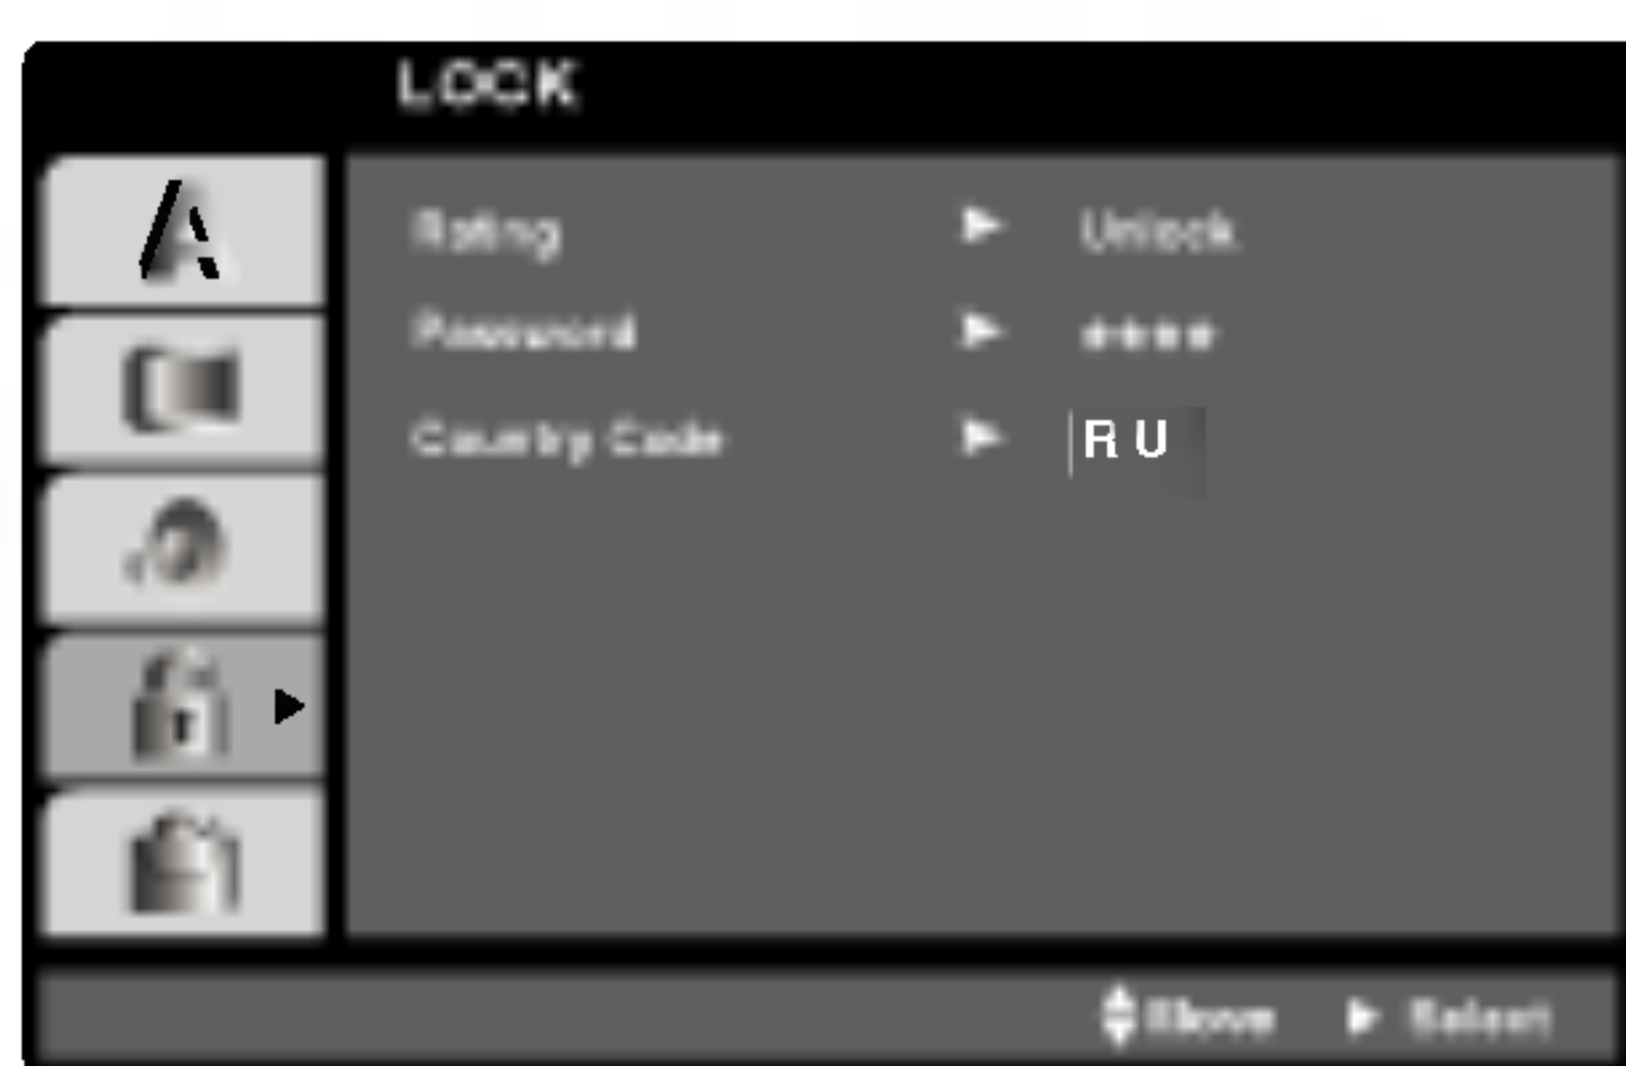 LOCK
A
Rating ► Unlock
Password ► ****
Country Code ► R U
Move ► Select